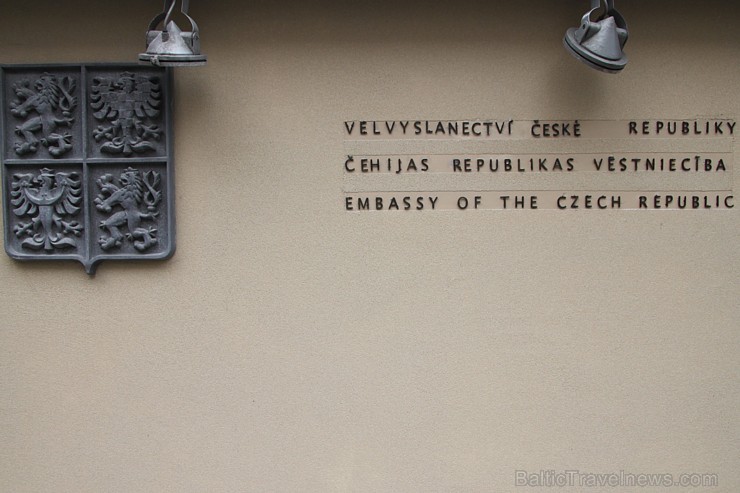 VELVYSLANECTVÍ ČESKÉ REPUBLIKY
ČEHIJAS REPUBLIKAS VĒSTNIECĪBA
EMBASSY OF THE CZECH REPUBLIC
BalticTravelnews.com